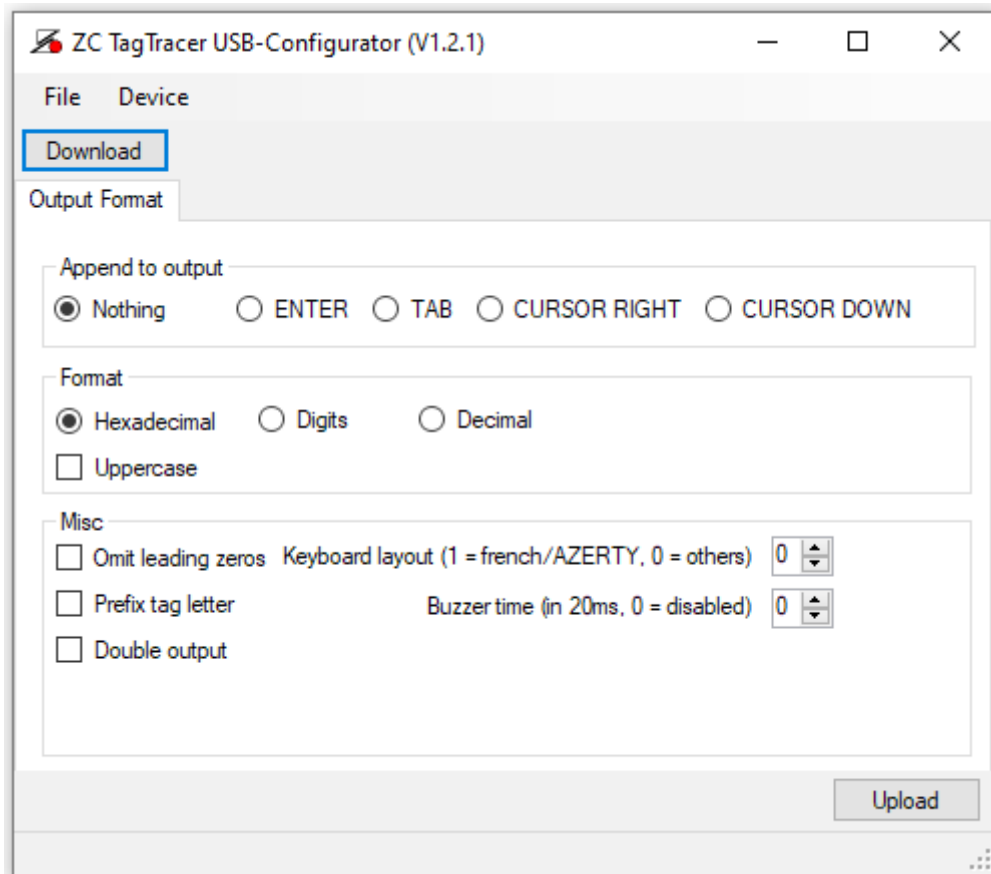 ZC TagTracer USB-Configurator (V1.2.1)
File Device
Download
Output Format
Append to output
Nothing ENTER TAB CURSOR RIGHT CURSOR DOWN
Format
Hexadecimal Digits Decimal
Uppercase
Misc
Omit leading zeros Keyboard layout (1 = french/AZERTY, 0 = others) 0
Prefix tag letter Buzzer time (in 20ms, 0 = disabled) 0
Double output
Upload